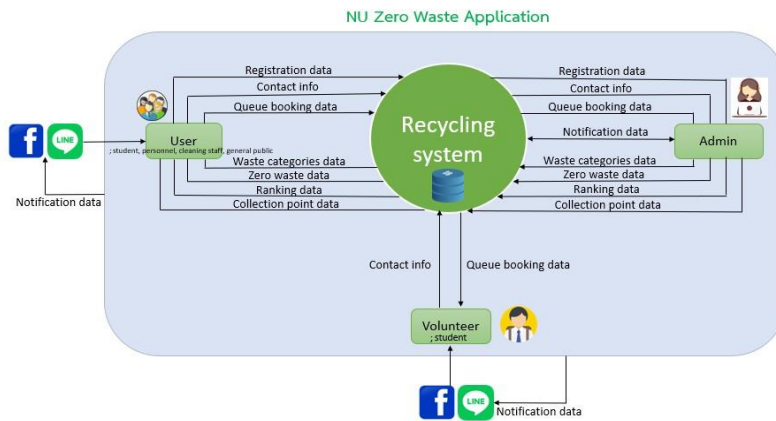 NU Zero Waste Application
Registration data
Contact info
Queue booking data
User
; student, personnel, cleaning staff, general public
Waste categories data
Zero waste data
Ranking data
Collection point data
LINE
Notification data
Recycling
system
Registration data
Contact info
Queue booking data
Notification data
Admin
Waste categories data
Zero waste data
Ranking data
Collection point data
Contact info
Queue booking data
Volunteer
; student
LINE
Notification data